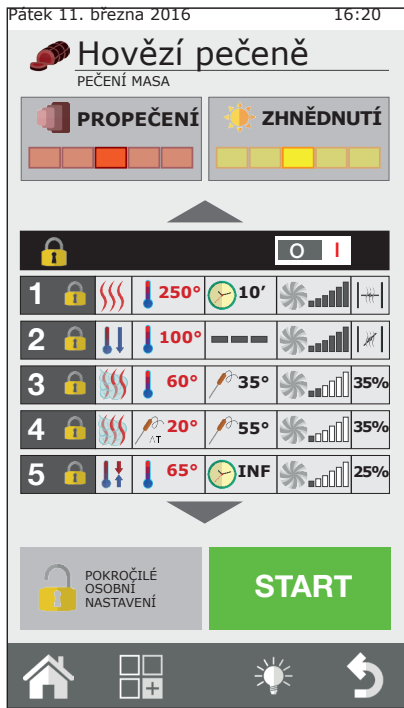 Pátek 11. března 2016 16:20
Hovězí pečeně
PEČENÍ MASA
PROPEČENÍ ZHNĚDNUTÍ
O I
1 250° 10’
2 100°
3 60° 35° 35%
4 ΔT 20° 55° 35%
5 65° INF 25%
POKROČILÉ
OSOBNÍ
NASTAVENÍ
START